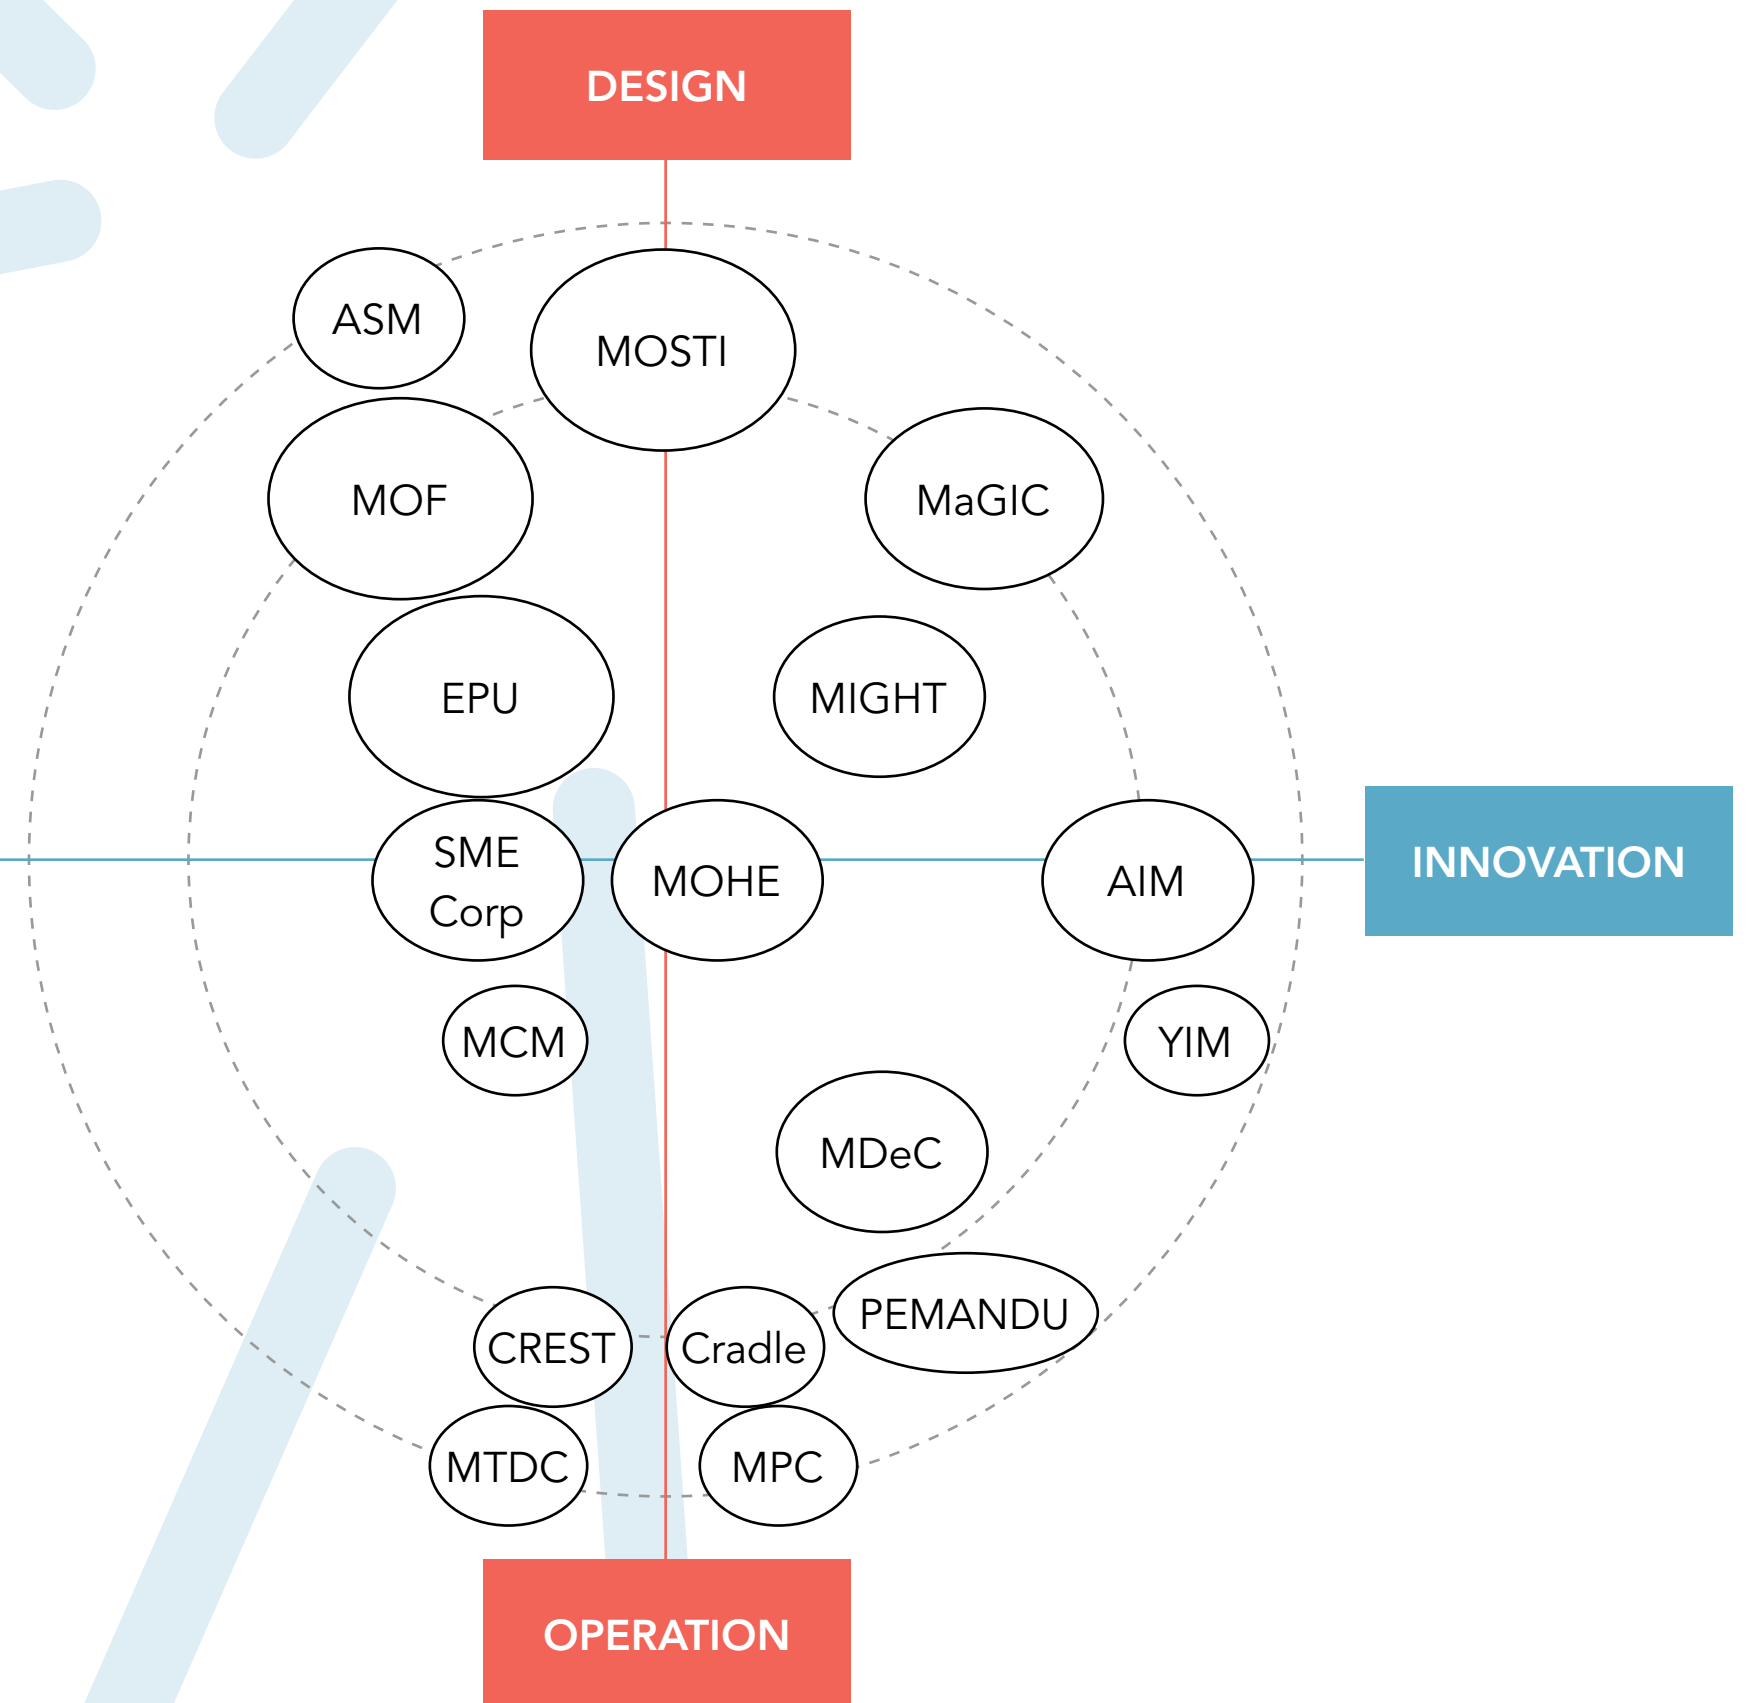 DESIGN
ASM
MOSTI
MOF
MaGIC
EPU
MIGHT
SME
Corp
MOHE
AIM
INNOVATION
MCM
YIM
MDeC
PEMANDU
CREST
Cradle
MTDC
MPC
OPERATION